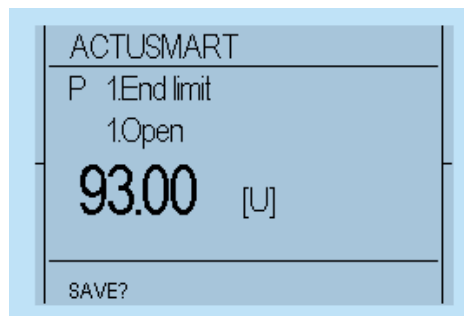 ACTUSMART
P 1.End limit
1.Open
93.00 [U]
SAVE?